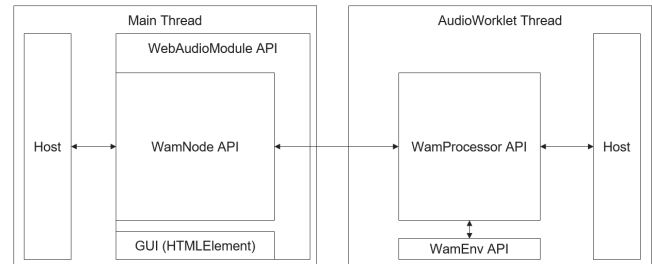 Main Thread
WebAudioModule API
Host
WamNode API
GUI (HTMLElement)
AudioWorklet Thread
WamProcessor API
Host
WamEnv API